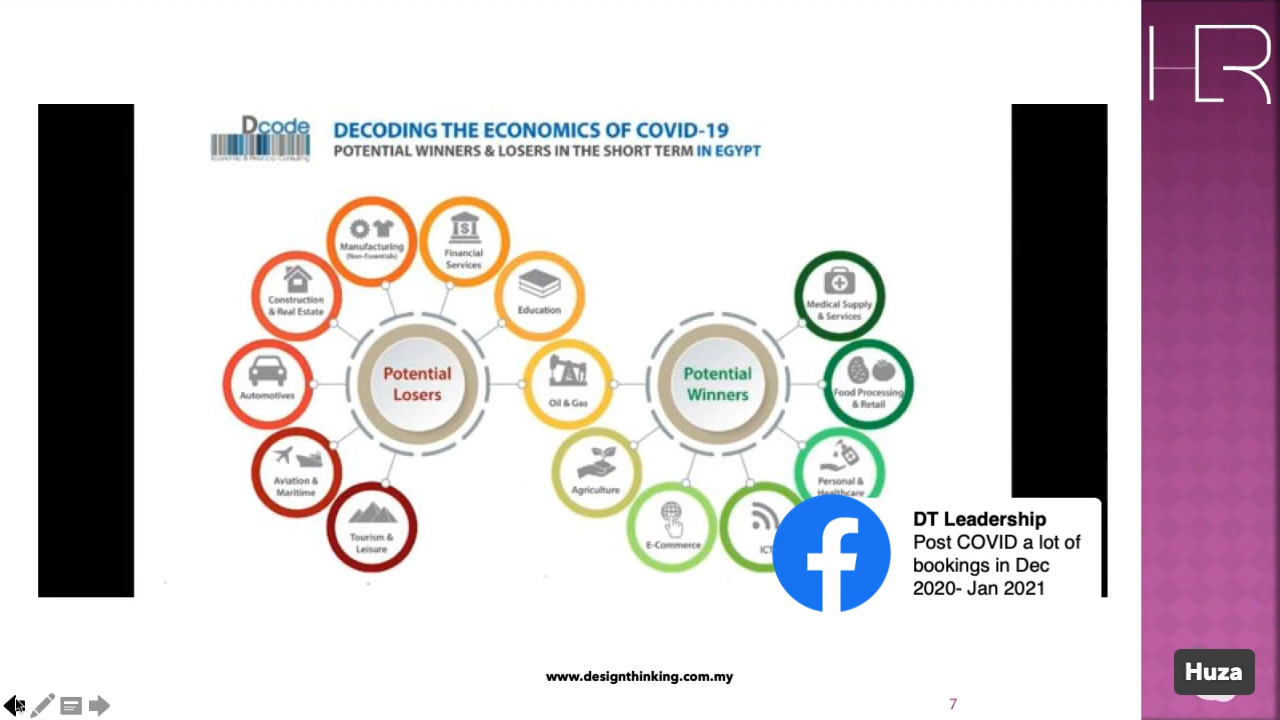 HR
Dcode
Economic & Financial Consulting
DECODING THE ECONOMICS OF COVID-19
POTENTIAL WINNERS & LOSERS IN THE SHORT TERM IN EGYPT
Manufacturing
(Non-Essentials)
Financial
Services
Construction
& Real Estate
Education
Automotives
Potential
Losers
Oil & Gas
Aviation &
Maritime
Tourism &
Leisure
Potential
Winners
Medical Supply
& Services
Food Processing
& Retail
Personal &
Healthcare
Agriculture
E-Commerce
ICT
DT Leadership
Post COVID a lot of
bookings in Dec
2020- Jan 2021
www.designthinking.com.my
7
Huza